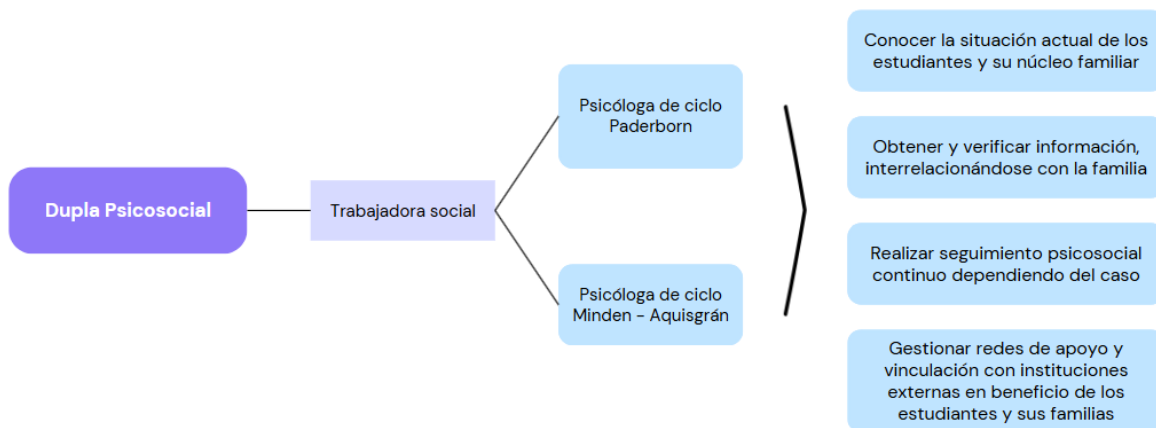 Dupla Psicosocial
Trabajadora social
Psicóloga de ciclo
Paderborn
Psicóloga de ciclo
Minden - Aquisgrán
Conocer la situación actual de los
estudiantes y su núcleo familiar
Obtener y verificar información,
interrelacionándose con la familia
Realizar seguimiento psicosocial
continuo dependiendo del caso
Gestionar redes de apoyo y
vinculación con instituciones
externas en beneficio de los
estudiantes y sus familias